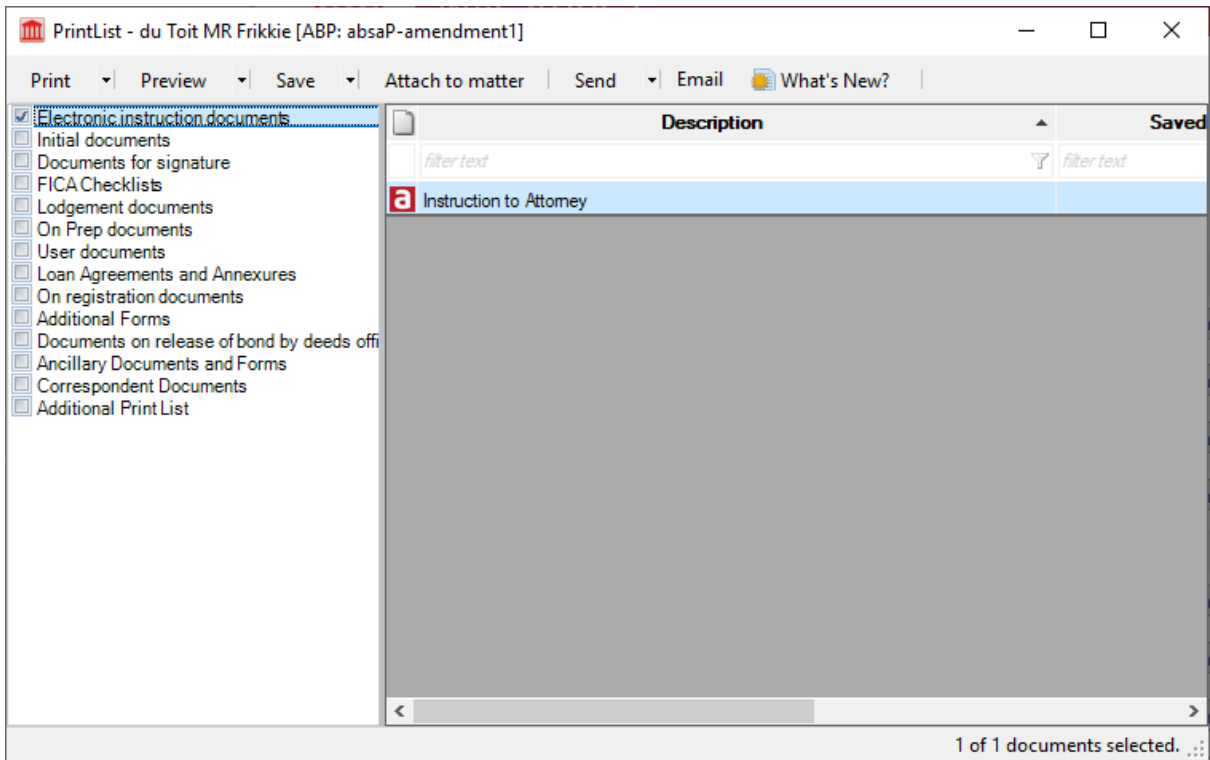 PrintList - du Toit MR Frikkie [ABP: absaP-amendment1]
Print Preview Save Attach to matter Send Email What's New?
Electronic instruction documents
Initial documents
Documents for signature
FICA Checklists
Lodgement documents
On Prep documents
User documents
Loan Agreements and Annexures
On registration documents
Additional Forms
Documents on release of bond by deeds offi
Ancillary Documents and Forms
Correspondent Documents
Additional Print List
Description Saved
filter text filter text
a Instruction to Attorney
1 of 1 documents selected.